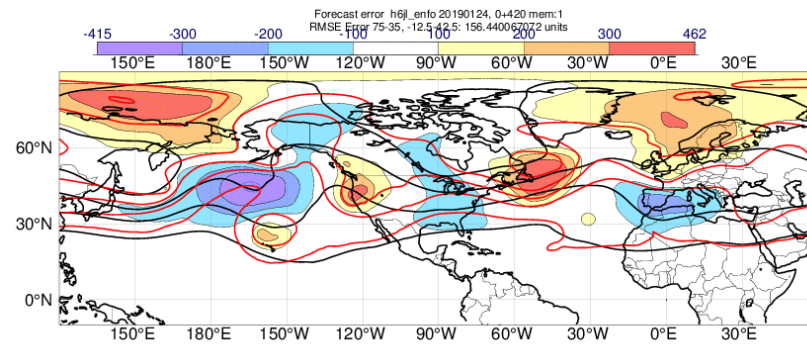 Forecast error h6jl_enfo 20190124, 0+420 mem:1
RMSE Error 75-35, -12.5-42.5: 156.440067072 units
-415 -300 -200 -100 100 200 300 462
150°E 180°E 150°W 120°W 90°W 60°W 30°W 0°E 30°E
60°N
30°N
0°N
150°E 180°E 150°W 120°W 90°W 60°W 30°W 0°E 30°E